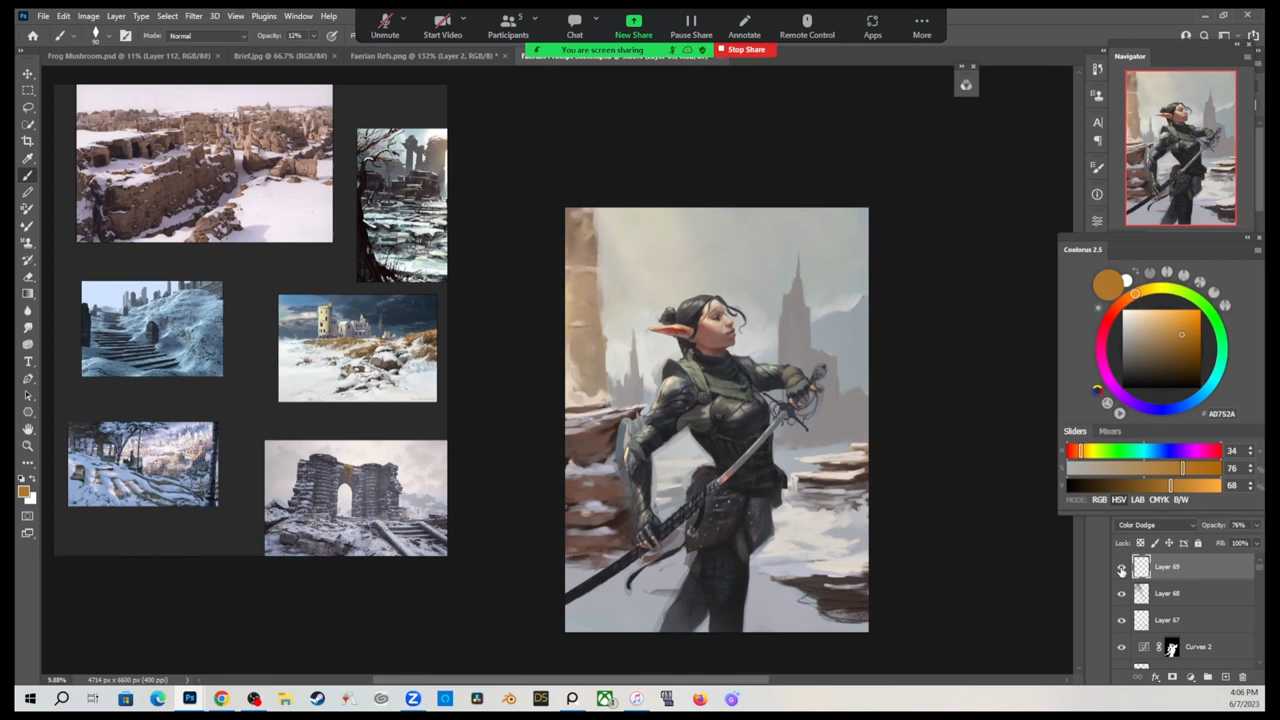 File Edit Image Layer Type Select Filter 3D View Plugins Window Help
Unmute Start Video Participants 5 Chat New Share Pause Share Annotate Remote Control Apps More
90 Mode: Normal Opacity: 12%
You are screen sharing Stop Share
Frog Mushroom.psd @ 11% (Layer 112, RGB/8#) × Brief.jpg @ 66.7% (RGB/8#) × Faerian Refs.png @ 132% (Layer 2, RGB/8) * ×
Navigator
Coolorus 2.5
# AD752A
Sliders Mixers
H 34
S 76
V 68
MODE: RGB HSV LAB CMYK B/W
Color Dodge Opacity: 76%
Lock: Fill: 100%
Layer 69
Layer 68
Layer 67
Curves 2
9.88% 4714 px x 6600 px (400 ppi)
4:06 PM
6/7/2023